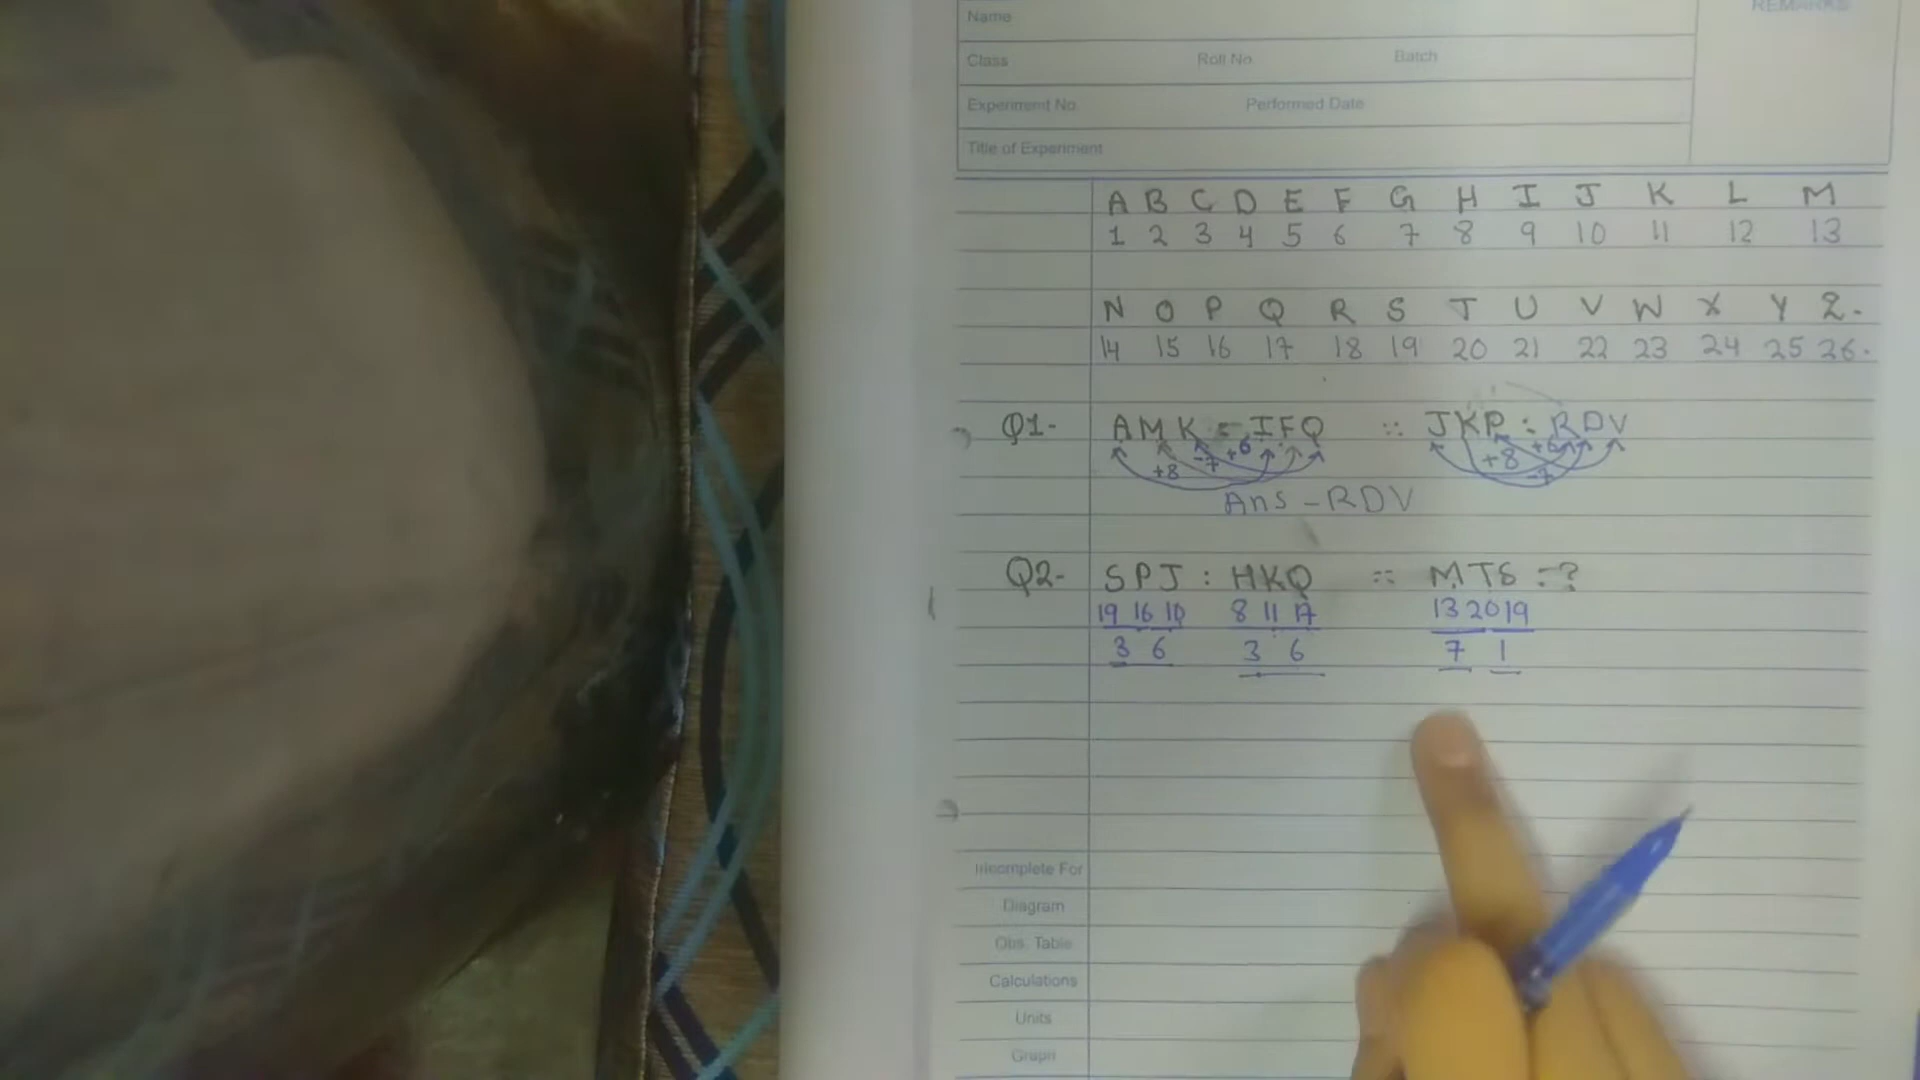 REMARKS
Name
Class Roll No. Batch
Experiment No. Performed Date
Title of Experiment
A B C D E F G H I J K L M
1 2 3 4 5 6 7 8 9 10 11 12 13
N O P Q R S T U V W X Y Z.
14 15 16 17 18 19 20 21 22 23 24 25 26.
Q1- AMK : IFQ :: JKP : RDV
+8 -7 +6 +8 +6 -7
Ans - RDV
Q2- SPJ : HKQ :: MTS :?
19 16 10 8 11 17 13 20 19
3 6 3 6 7 1
Incomplete For
Diagram
Obs. Table
Calculations
Units
Graph